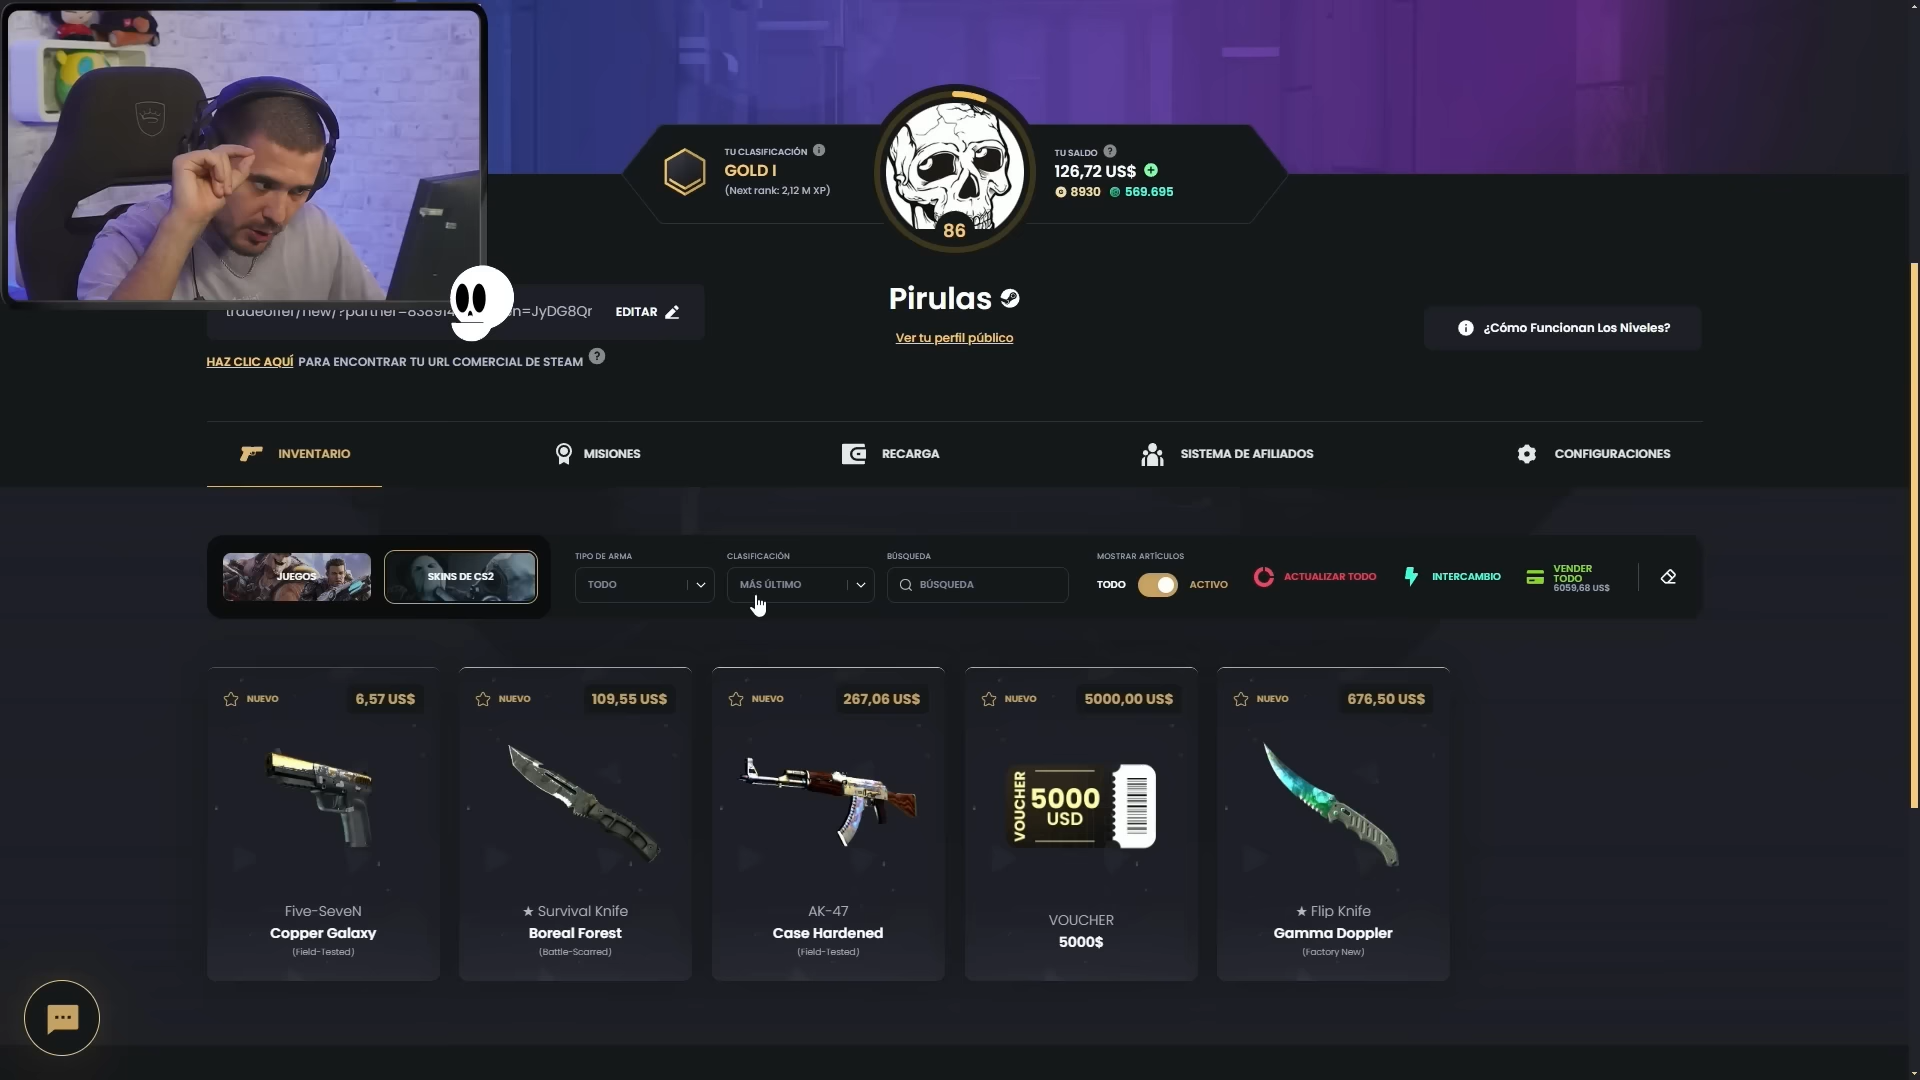 TU CLASIFICACIÓN
GOLD I
(Next rank: 2,12 M XP)
86
TU SALDO
126,72 US$
8930 569.695
tradeoffer/new/?partner=83891
n=JyDG8Qr
EDITAR
HAZ CLIC AQUÍ PARA ENCONTRAR TU URL COMERCIAL DE STEAM
Pirulas
Ver tu perfil público
¿Cómo Funcionan Los Niveles?
INVENTARIO
MISIONES
RECARGA
SISTEMA DE AFILIADOS
CONFIGURACIONES
JUEGOS
SKINS DE CS2
TIPO DE ARMA
TODO
CLASIFICACIÓN
MÁS ÚLTIMO
BÚSQUEDA
BÚSQUEDA
MOSTRAR ARTÍCULOS
TODO ACTIVO
ACTUALIZAR TODO
INTERCAMBIO
VENDER
TODO
6059,68 US$
NUEVO 6,57 US$
Five-SeveN
Copper Galaxy
(Field-Tested)
NUEVO 109,55 US$
★ Survival Knife
Boreal Forest
(Battle-Scarred)
NUEVO 267,06 US$
AK-47
Case Hardened
(Field-Tested)
NUEVO 5000,00 US$
VOUCHER
5000
USD
VOUCHER
5000$
NUEVO 676,50 US$
★ Flip Knife
Gamma Doppler
(Factory New)